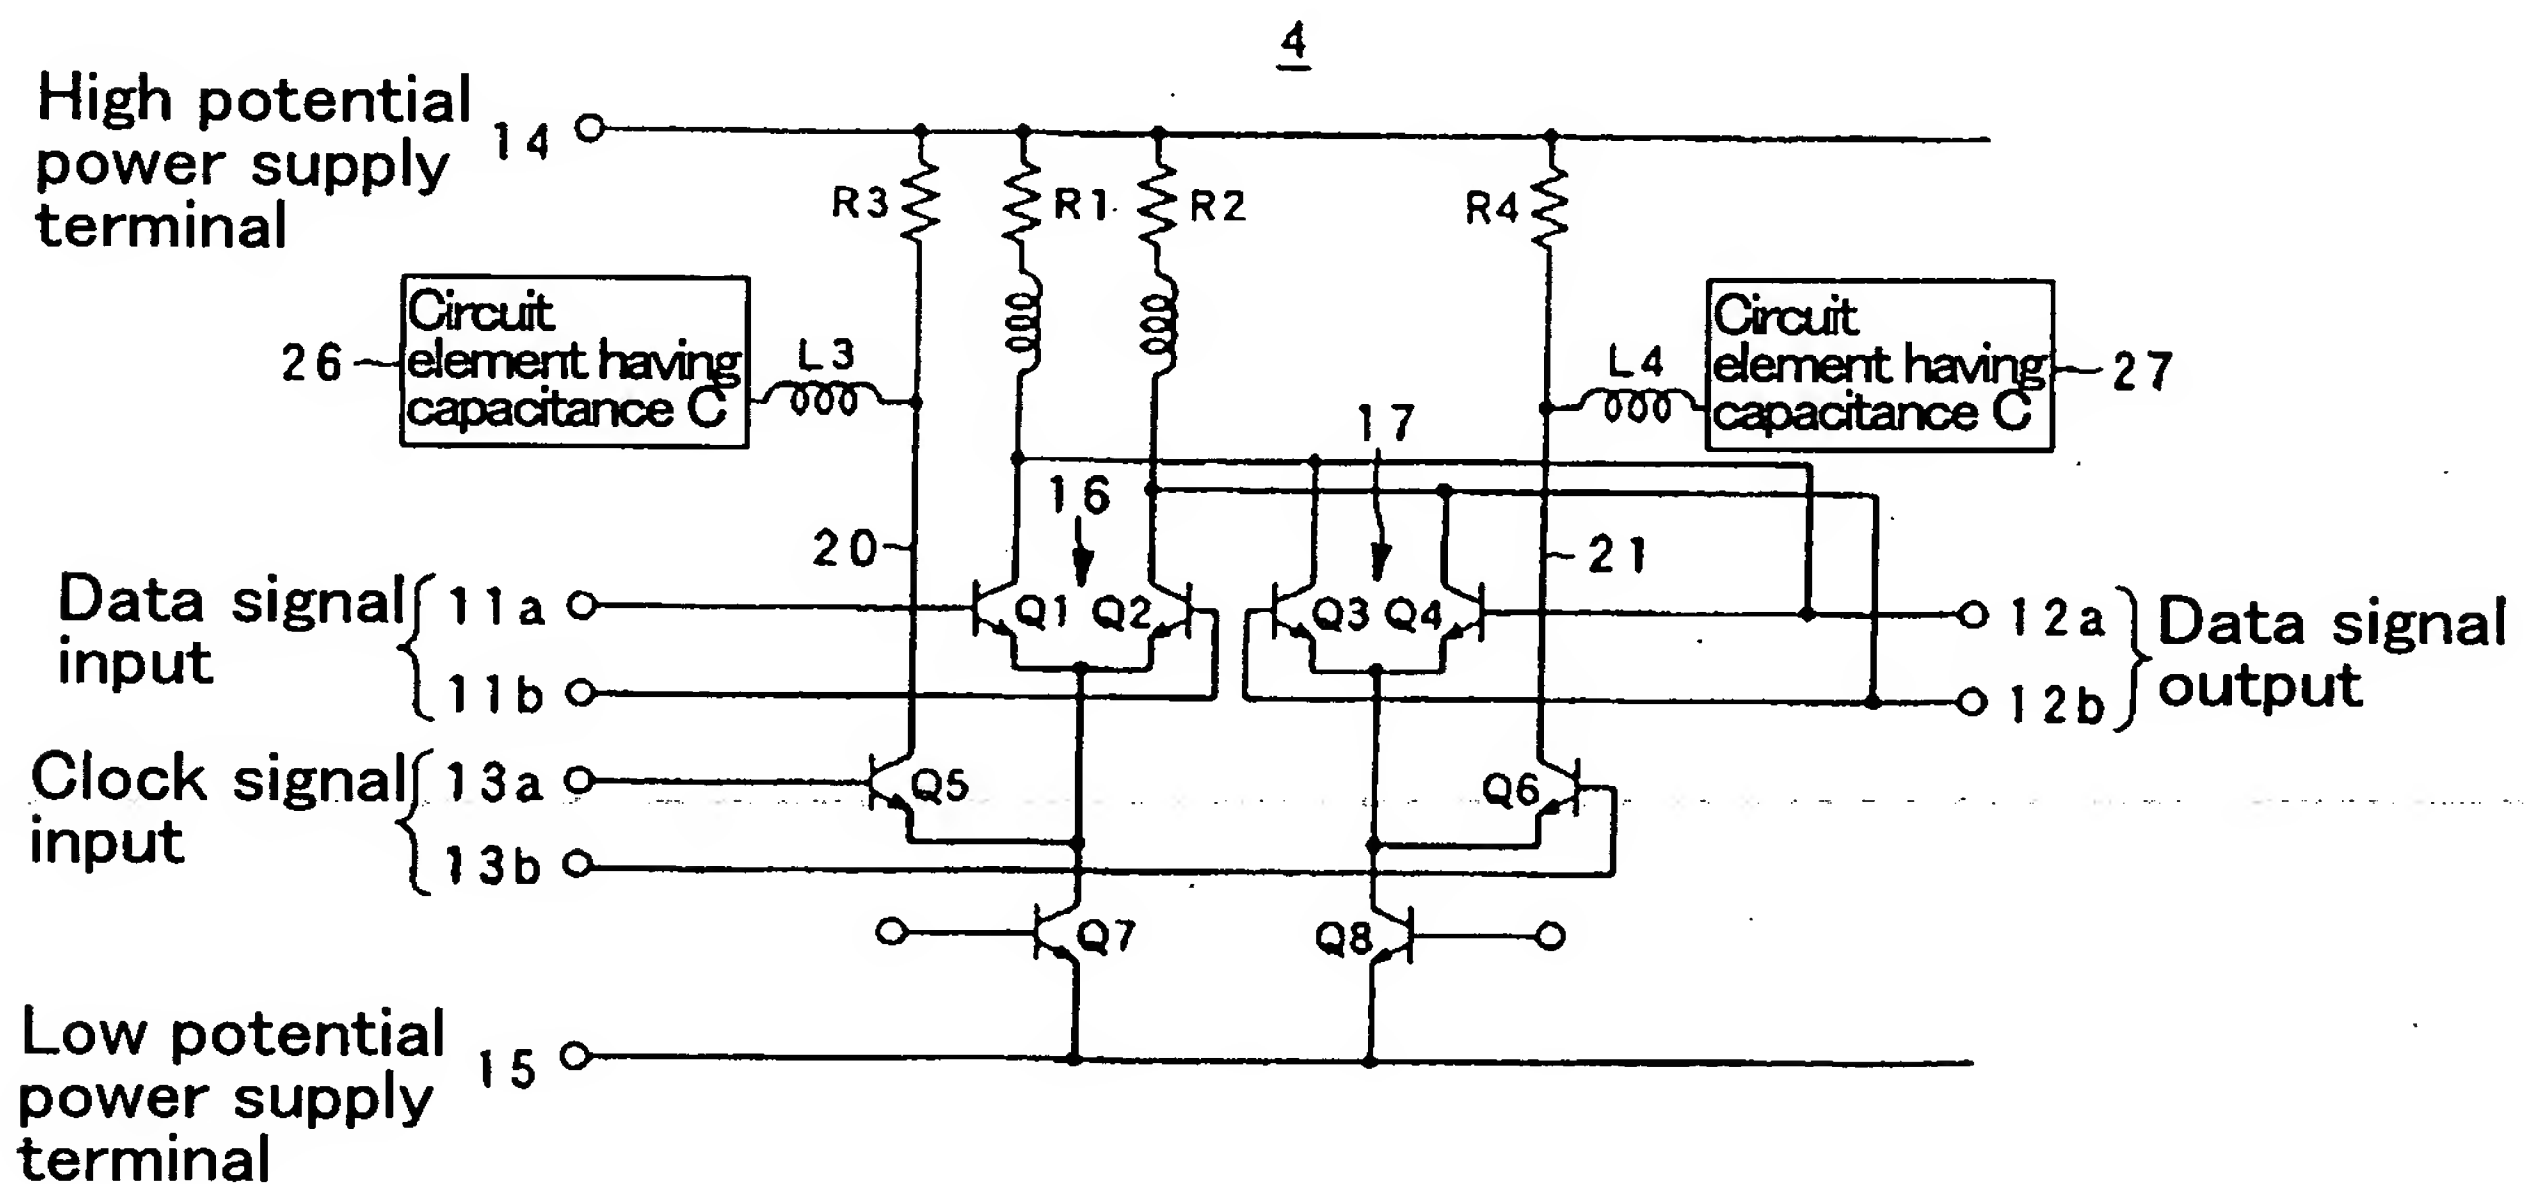 4
High potential
power supply
terminal
14
R3
R1
R2
R4
Circuit
element having
capacitance C
26
L3
L4
Circuit
element having
capacitance C
27
17
16
20
21
Data signal
input
11a
11b
Q1
Q2
Q3
Q4
12a
12b
Data signal
output
Clock signal
input
13a
13b
Q5
Q6
Q7
Q8
Low potential
power supply
terminal
15